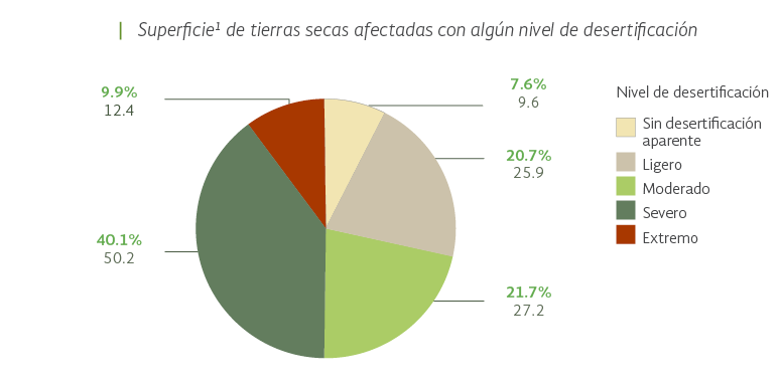 Superficie¹ de tierras secas afectadas con algún nivel de desertificación
9.9%
12.4
7.6%
9.6
20.7%
25.9
40.1%
50.2
21.7%
27.2
Nivel de desertificación
Sin desertificación
aparente
Ligero
Moderado
Severo
Extremo